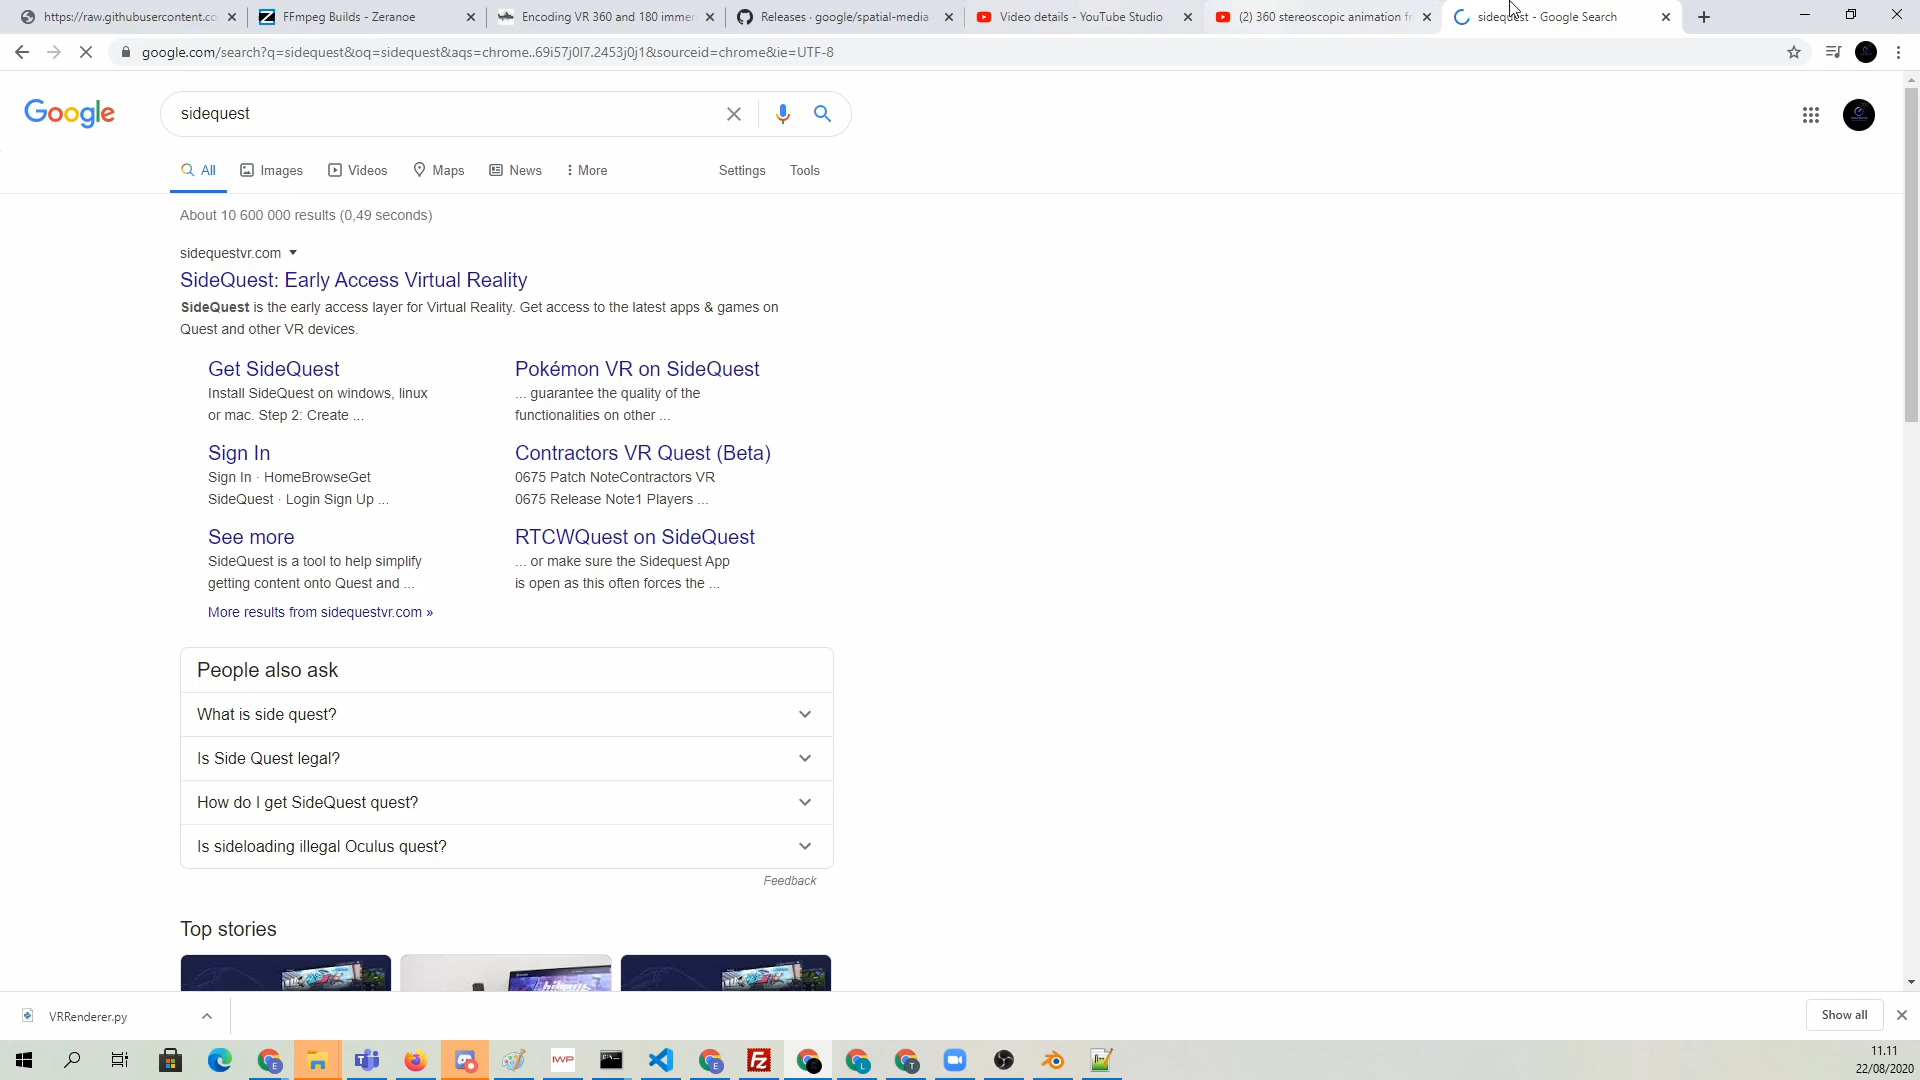 https://raw.githubusercontent.co
FFmpeg Builds - Zeranoe
Encoding VR 360 and 180 immer
Releases · google/spatial-media
Video details - YouTube Studio
(2) 360 stereoscopic animation fr
sidequest - Google Search
google.com/search?q=sidequest&oq=sidequest&aqs=chrome..69i57j0l7.2453j0j1&sourceid=chrome&ie=UTF-8
Google
sidequest
All
Images
Videos
Maps
News
More
Settings
Tools
About 10 600 000 results (0,49 seconds)
sidequestvr.com
SideQuest: Early Access Virtual Reality
SideQuest is the early access layer for Virtual Reality. Get access to the latest apps & games on
Quest and other VR devices.
Get SideQuest
Install SideQuest on windows, linux
or mac. Step 2: Create ...
Pokémon VR on SideQuest
... guarantee the quality of the
functionalities on other ...
Sign In
Sign In · HomeBrowseGet
SideQuest · Login Sign Up ...
Contractors VR Quest (Beta)
0675 Patch NoteContractors VR
0675 Release Note1 Players ...
See more
SideQuest is a tool to help simplify
getting content onto Quest and ...
RTCWQuest on SideQuest
... or make sure the Sidequest App
is open as this often forces the ...
More results from sidequestvr.com »
People also ask
What is side quest?
Is Side Quest legal?
How do I get SideQuest quest?
Is sideloading illegal Oculus quest?
Feedback
Top stories
VRRenderer.py
Show all
11.11
22/08/2020